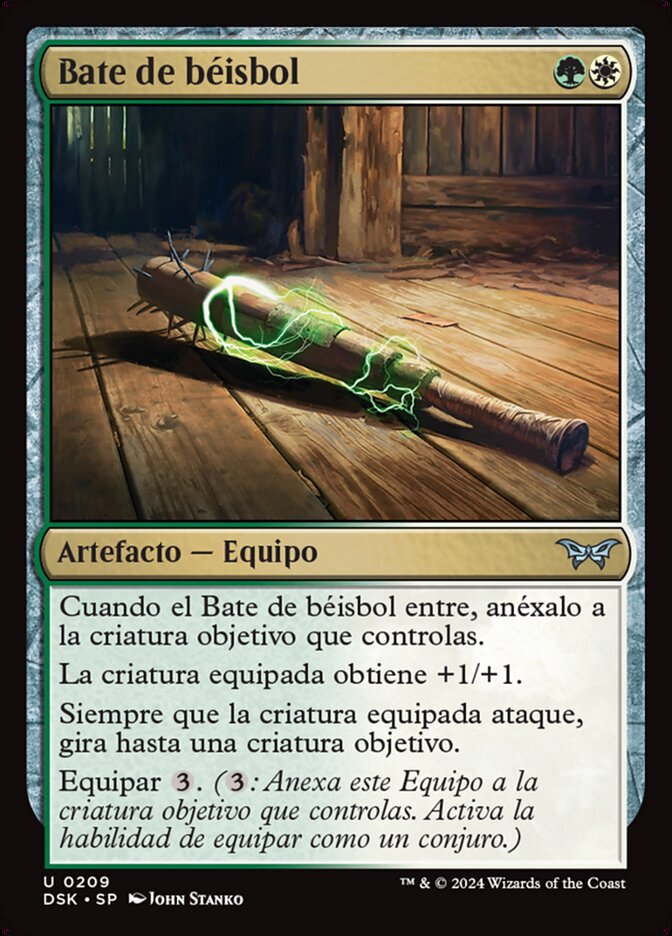 Bate de béisbol
Artefacto — Equipo
Cuando el Bate de béisbol entre, anéxalo a
la criatura objetivo que controlas.
La criatura equipada obtiene +1/+1.
Siempre que la criatura equipada ataque,
gira hasta una criatura objetivo.
Equipar 3. (3: Anexa este Equipo a la
criatura objetivo que controlas. Activa la
habilidad de equipar como un conjuro.)
U 0209
DSK • SP John Stanko
™ & © 2024 Wizards of the Coast